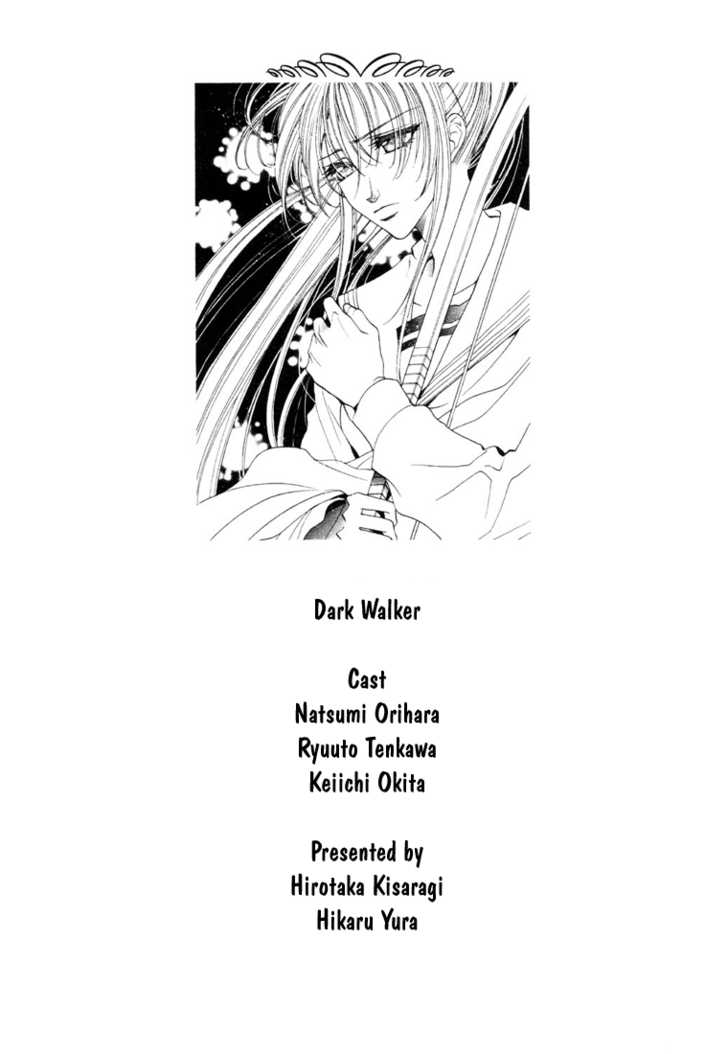 Dark Walker
Cast
Natsumi Orihara
Ryuuto Tenkawa
Keiichi Okita
Presented by
Hirotaka Kisaragi
Hikaru Yura